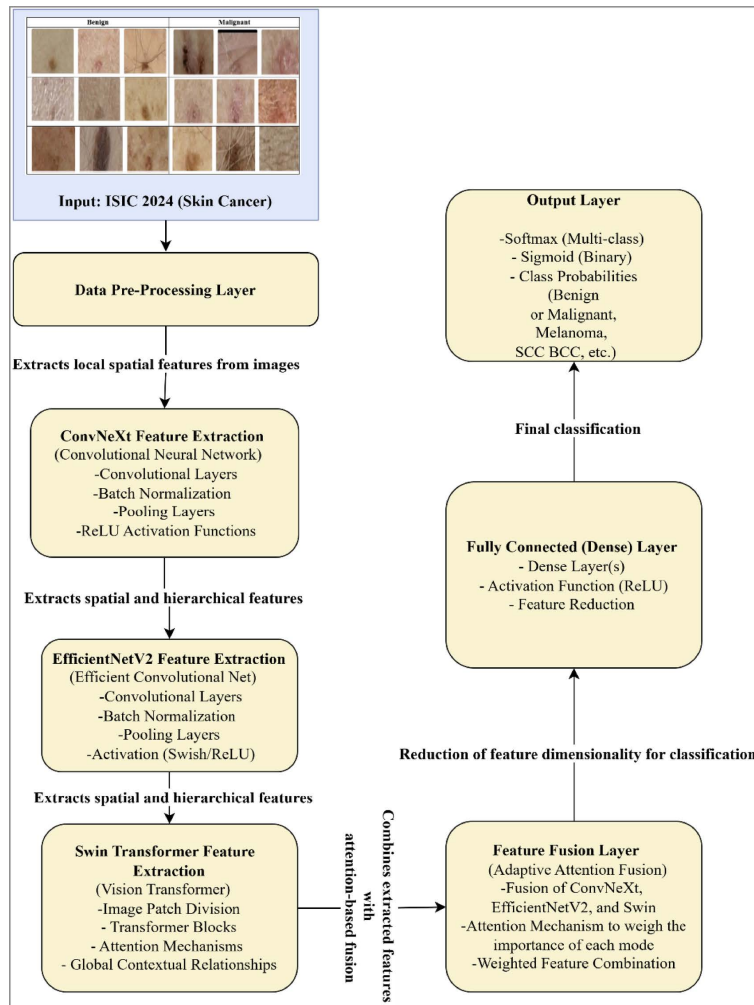 Benign
Malignant
Input: ISIC 2024 (Skin Cancer)
Data Pre-Processing Layer
Extracts local spatial features from images
ConvNeXt Feature Extraction
(Convolutional Neural Network)
-Convolutional Layers
-Batch Normalization
-Pooling Layers
-ReLU Activation Functions
Extracts spatial and hierarchical features
EfficientNetV2 Feature Extraction
(Efficient Convolutional Net)
-Convolutional Layers
-Batch Normalization
-Pooling Layers
-Activation (Swish/ReLU)
Extracts spatial and hierarchical features
Swin Transformer Feature
Extraction
(Vision Transformer)
-Image Patch Division
- Transformer Blocks
- Attention Mechanisms
- Global Contextual Relationships
Combines extracted features
with
attention-based fusion
Feature Fusion Layer
(Adaptive Attention Fusion)
-Fusion of ConvNeXt,
EfficientNetV2, and Swin
-Attention Mechanism to weigh the
importance of each mode
-Weighted Feature Combination
Reduction of feature dimensionality for classification
Fully Connected (Dense) Layer
- Dense Layer(s)
- Activation Function (ReLU)
- Feature Reduction
Final classification
Output Layer
-Softmax (Multi-class)
- Sigmoid (Binary)
- Class Probabilities
(Benign
or Malignant,
Melanoma,
SCC BCC, etc.)